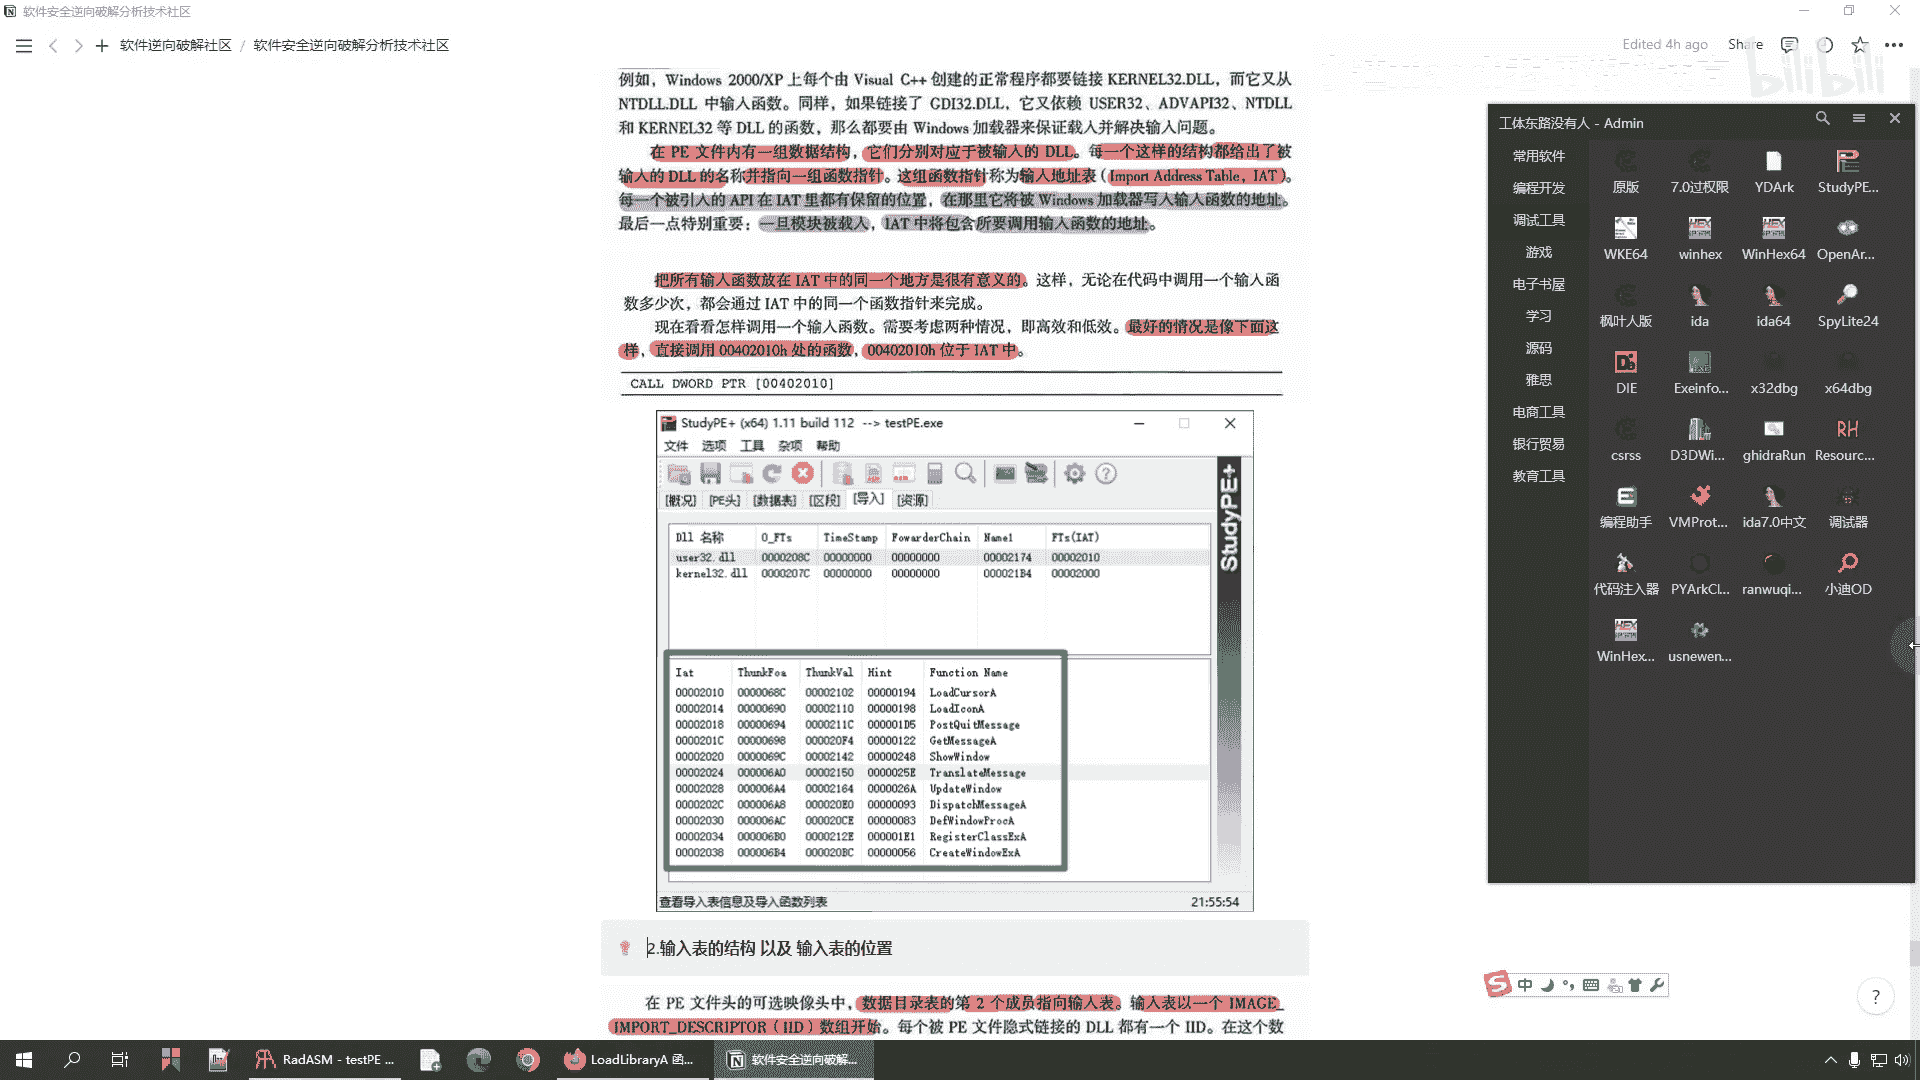 软件安全逆向破解分析技术社区
软件逆向破解社区 / 软件安全逆向破解分析技术社区
Edited 4h ago Share
bilibili
例如，Windows 2000/XP 上每个由 Visual C++ 创建的正常程序都要链接 KERNEL32.DLL，而它又从
NTDLL.DLL 中输入函数。同样，如果链接了 GDI32.DLL，它又依赖 USER32、ADVAPI32、NTDLL
和 KERNEL32 等 DLL 的函数，那么都要由 Windows 加载器来保证载入并解决输入问题。
在 PE 文件内有一组数据结构，它们分别对应于被输入的 DLL。每一个这样的结构都给出了被
输入的 DLL 的名称并指向一组函数指针。这组函数指针称为输入地址表（Import Address Table，IAT）。
每一个被引入的 API 在 IAT 里都有保留的位置，在那里它将被 Windows 加载器写入输入函数的地址。
最后一点特别重要：一旦模块被载入，IAT 中将包含所要调用输入函数的地址。
把所有输入函数放在 IAT 中的同一个地方是很有意义的。这样，无论在代码中调用一个输入函
数多少次，都会通过 IAT 中的同一个函数指针来完成。
现在看看怎样调用一个输入函数。需要考虑两种情况，即高效和低效。最好的情况是像下面这
样，直接调用 00402010h 处的函数，00402010h 位于 IAT 中。
CALL DWORD PTR [00402010]
StudyPE+ (x64) 1.11 build 112 --> testPE.exe
文件 选项 工具 杂项 帮助
[概况] [PE头] [数据表] [区段] [导入] [资源]
StudyPE+
Dll 名称 O_FTs TimeStamp FowarderChain Name1 FTs(IAT)
user32.dll 0000208C 00000000 00000000 00002174 00002010
kernel32.dll 0000207C 00000000 00000000 000021B4 00002000
Iat ThunkFoa ThunkVal Hint Function Name
00002010 0000068C 00002102 00000194 LoadCursorA
00002014 00000690 00002110 00000198 LoadIconA
00002018 00000694 0000211C 000001D5 PostQuitMessage
0000201C 00000698 000020F4 00000122 GetMessageA
00002020 0000069C 00002142 00000248 ShowWindow
00002024 000006A0 00002150 0000025E TranslateMessage
00002028 000006A4 00002164 0000026A UpdateWindow
0000202C 000006A8 000020E0 00000093 DispatchMessageA
00002030 000006AC 000020CE 00000083 DefWindowProcA
00002034 000006B0 0000212E 000001E1 RegisterClassExA
00002038 000006B4 000020BC 00000056 CreateWindowExA
查看导入表信息及导入函数列表 21:55:54
2.输入表的结构 以及 输入表的位置
在 PE 文件头的可选映像头中，数据目录表的第 2 个成员指向输入表。输入表以一个 IMAGE_
IMPORT_DESCRIPTOR（IID）数组开始。每个被 PE 文件隐式链接的 DLL 都有一个 IID。在这个数
工体东路没有人 - Admin
常用软件
编程开发
调试工具
游戏
电子书屋
学习
源码
雅思
电商工具
银行贸易
教育工具
原版 7.0过权限 YDArk StudyPE...
WKE64 winhex WinHex64 OpenAr...
枫叶人版 ida ida64 SpyLite24
DIE Exeinfo... x32dbg x64dbg
csrss D3DWi... ghidraRun Resourc...
编程助手 VMProt... ida7.0中文 调试器
代码注入器 PYArkCl... ranwuqi... 小迪OD
WinHex... usnewen...
中
?
RadASM - testPE ... LoadLibraryA 函... 软件安全逆向破解...